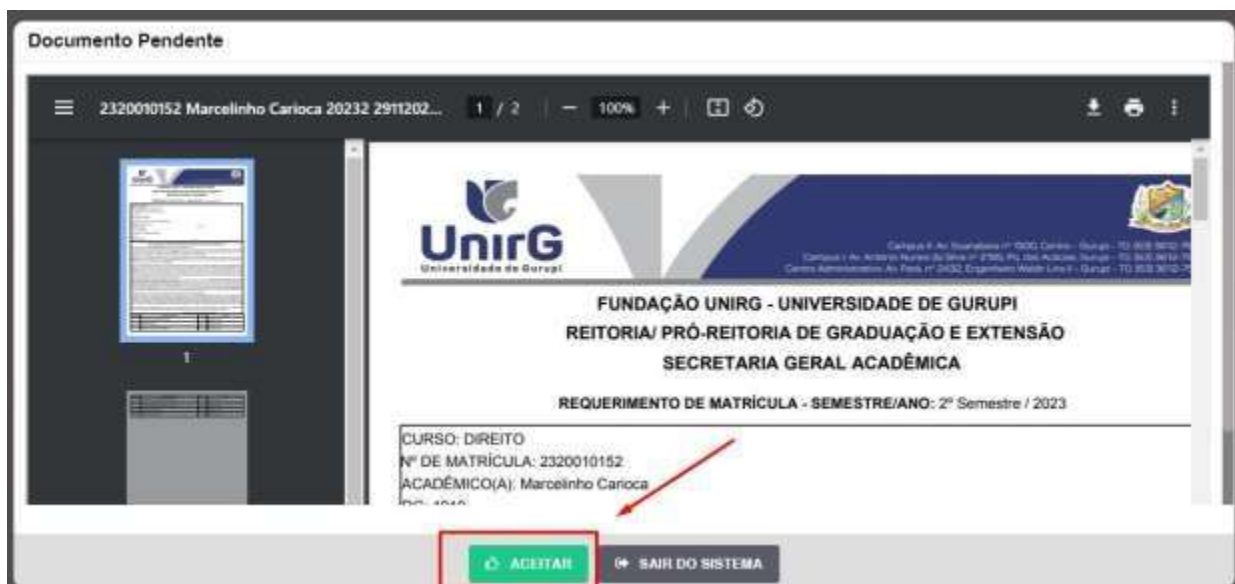 Documento Pendente
2320010152 Marcelinho Carioca 20232 2911202... 1 / 2 100%
UnirG
Universidade de Gurupi
FUNDAÇÃO UNIRG - UNIVERSIDADE DE GURUPI
REITORIA/ PRÓ-REITORIA DE GRADUAÇÃO E EXTENSÃO
SECRETARIA GERAL ACADÊMICA
REQUERIMENTO DE MATRÍCULA - SEMESTRE/ANO: 2º Semestre / 2023
CURSO: DIREITO
Nº DE MATRÍCULA: 2320010152
ACADÊMICO(A): Marcelinho Carioca
1
ACEITAR
SAIR DO SISTEMA